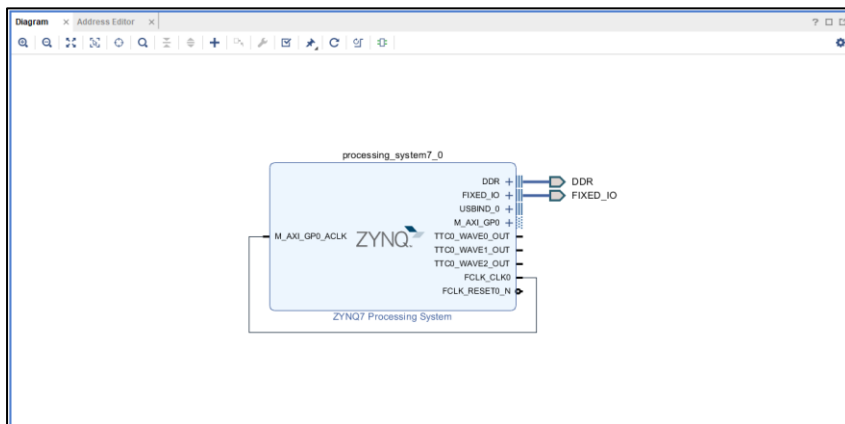 Diagram × Address Editor ×
processing_system7_0
DDR
FIXED_IO
USBIND_0
M_AXI_GP0
TTC0_WAVE0_OUT
TTC0_WAVE1_OUT
TTC0_WAVE2_OUT
FCLK_CLK0
FCLK_RESET0_N
M_AXI_GP0_ACLK
ZYNQ.
DDR
FIXED_IO
ZYNQ7 Processing System